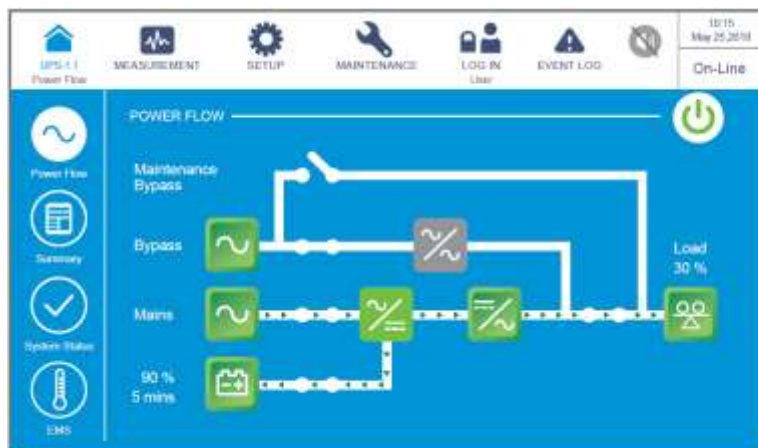 UPS-1.1
Power Flow
MEASUREMENT
SETUP
MAINTENANCE
LOG IN
User
EVENT LOG
10:15
May 25,2018
On-Line
POWER FLOW
Power Flow
Summary
System Status
EMS
Maintenance
Bypass
Bypass
Mains
90 %
5 mins
Load
30 %